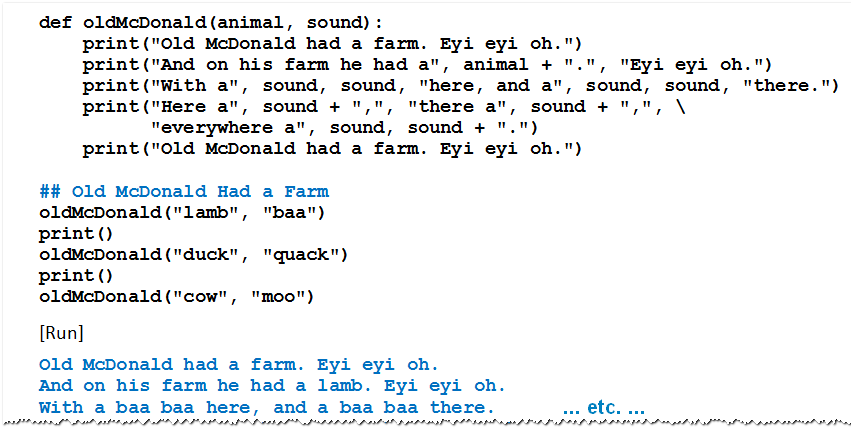 def oldMcDonald(animal, sound):
    print("Old McDonald had a farm. Eyi eyi oh.")
    print("And on his farm he had a", animal + ".", "Eyi eyi oh.")
    print("With a", sound, sound, "here, and a", sound, sound, "there.")
    print("Here a", sound + ",", "there a", sound + ",", \
          "everywhere a", sound, sound + ".")
    print("Old McDonald had a farm. Eyi eyi oh.")
## Old McDonald Had a Farm
oldMcDonald("lamb", "baa")
print()
oldMcDonald("duck", "quack")
print()
oldMcDonald("cow", "moo")
[Run]
Old McDonald had a farm. Eyi eyi oh.
And on his farm he had a lamb. Eyi eyi oh.
With a baa baa here, and a baa baa there. ... etc. ...